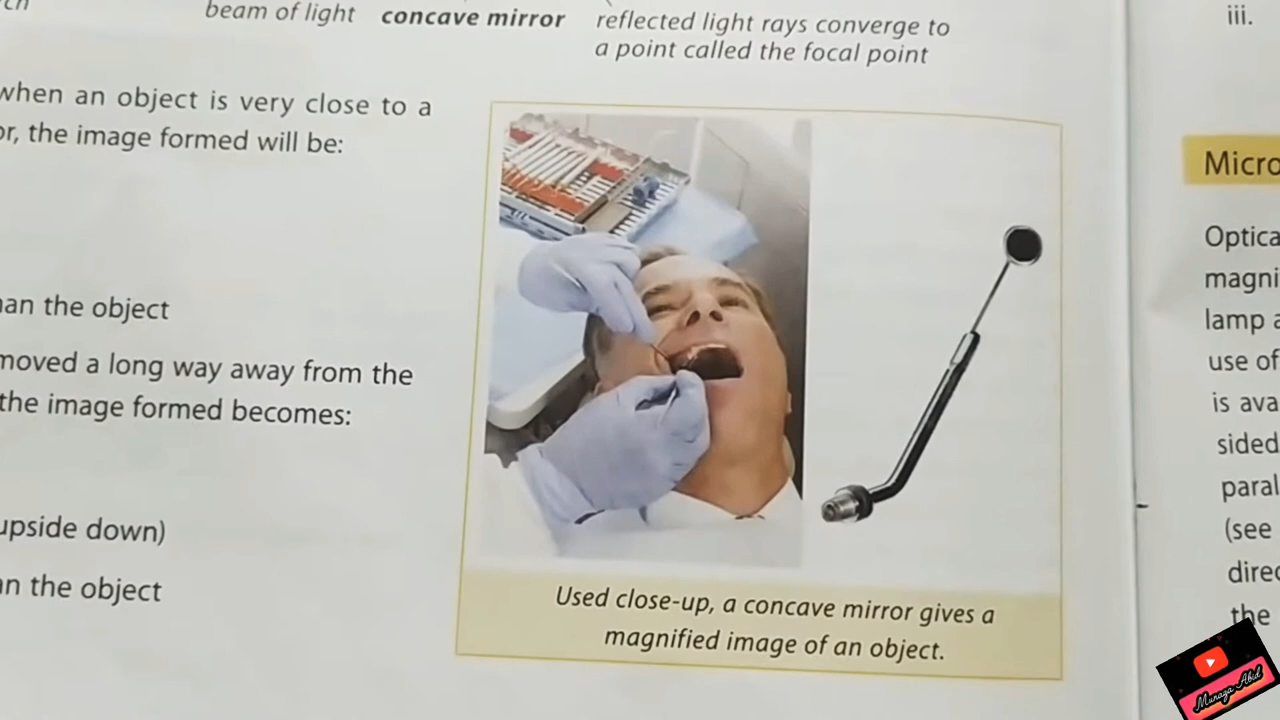 beam of light concave mirror reflected light rays converge to
a point called the focal point
when an object is very close to a
the image formed will be:
the object
moved a long way away from the
the image formed becomes:
upside down)
the object
Used close-up, a concave mirror gives a
magnified image of an object.
iii.
Micro
Optica
magni
lamp a
use of
is ava
sided
paral
(see
direc
the
Munaza Abid